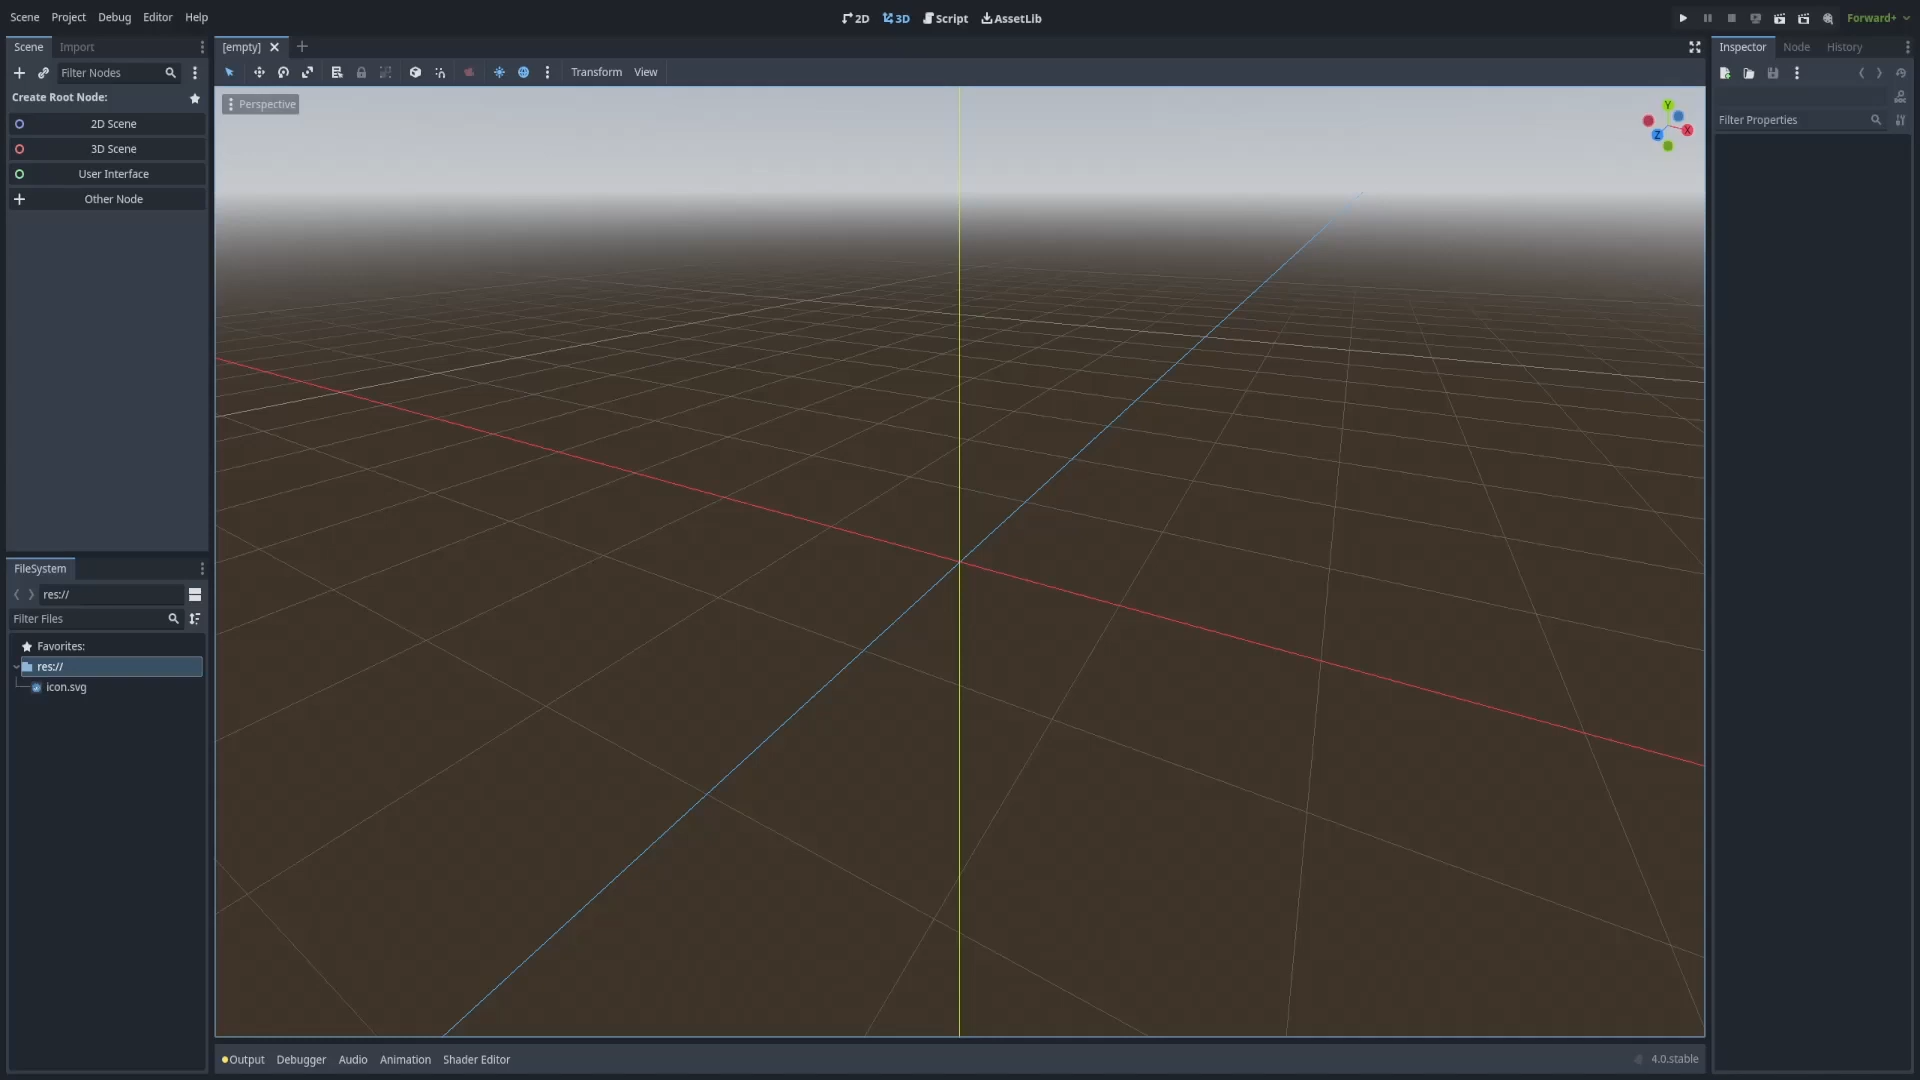 Scene Project Debug Editor Help
2D 3D Script AssetLib
Forward+
Scene Import
[empty]
Inspector Node History
Filter Nodes
Transform View
Create Root Node:
Perspective
Y
X
Z
DOC
2D Scene
3D Scene
User Interface
Other Node
Filter Properties
FileSystem
res://
Filter Files
Favorites:
res://
icon.svg
Output Debugger Audio Animation Shader Editor
4.0.stable